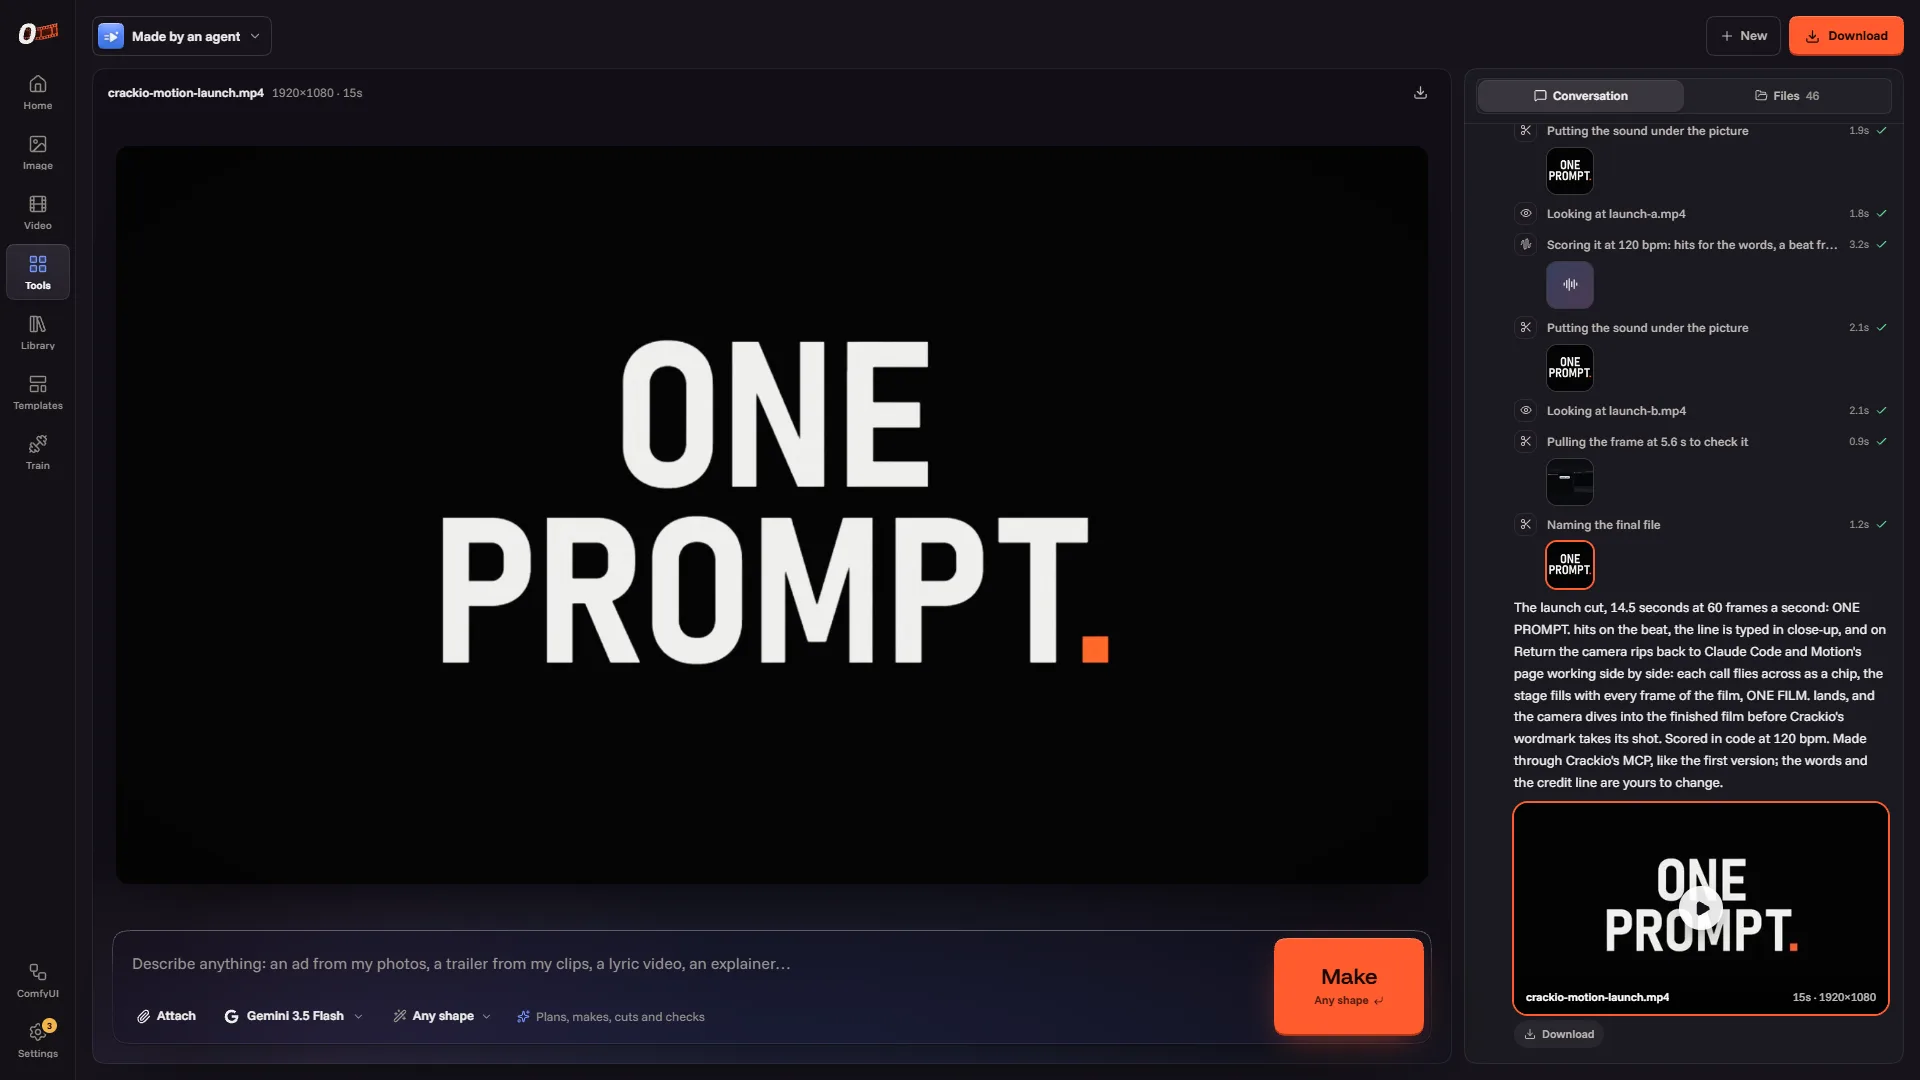 Made by an agent
New
Download
Home
Image
Video
Tools
Library
Templates
Train
ComfyUI
3
Settings
crackio-motion-launch.mp4 1920×1080 · 15s
ONE
PROMPT.
Describe anything: an ad from my photos, a trailer from my clips, a lyric video, an explainer...
Attach
Gemini 3.5 Flash
Any shape
Plans, makes, cuts and checks
Make
Any shape
Conversation
Files 46
Putting the sound under the picture 1.9s
ONE
PROMPT.
Looking at launch-a.mp4 1.8s
Scoring it at 120 bpm: hits for the words, a beat fr... 3.2s
Putting the sound under the picture 2.1s
ONE
PROMPT.
Looking at launch-b.mp4 2.1s
Pulling the frame at 5.6 s to check it 0.9s
Naming the final file 1.2s
ONE
PROMPT.
The launch cut, 14.5 seconds at 60 frames a second: ONE
PROMPT. hits on the beat, the line is typed in close-up, and on
Return the camera rips back to Claude Code and Motion's
page working side by side: each call flies across as a chip, the
stage fills with every frame of the film, ONE FILM. lands, and
the camera dives into the finished film before Crackio's
wordmark takes its shot. Scored in code at 120 bpm. Made
through Crackio's MCP, like the first version; the words and
the credit line are yours to change.
ONE
PROMPT.
crackio-motion-launch.mp4 15s · 1920×1080
Download